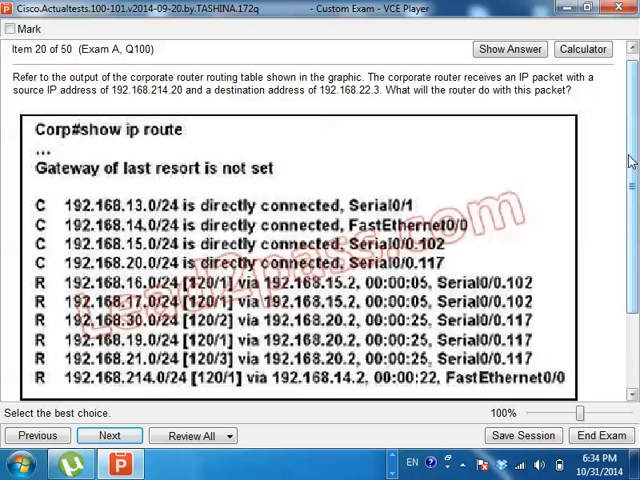 Cisco.Actualtests.100-101.v2014-09-20.by.TASHINA.172q - Custom Exam - VCE Player
Mark
Item 20 of 50 (Exam A, Q100)
Show Answer
Calculator
Refer to the output of the corporate router routing table shown in the graphic. The corporate router receives an IP packet with a
source IP address of 192.168.214.20 and a destination address of 192.168.22.3. What will the router do with this packet?
Corp#show ip route
...
Gateway of last resort is not set
C 192.168.13.0/24 is directly connected, Serial0/1
C 192.168.14.0/24 is directly connected, FastEthernet0/0
C 192.168.15.0/24 is directly connected, Serial0/0.102
C 192.168.20.0/24 is directly connected, Serial0/0.117
R 192.168.16.0/24 [120/1] via 192.168.15.2, 00:00:05, Serial0/0.102
R 192.168.17.0/24 [120/1] via 192.168.15.2, 00:00:05, Serial0/0.102
R 192.168.30.0/24 [120/2] via 192.168.20.2, 00:00:25, Serial0/0.117
R 192.168.19.0/24 [120/1] via 192.168.20.2, 00:00:25, Serial0/0.117
R 192.168.21.0/24 [120/3] via 192.168.20.2, 00:00:25, Serial0/0.117
R 192.168.214.0/24 [120/1] via 192.168.14.2, 00:00:22, FastEthernet0/0
Lead2pass.com
Select the best choice.
100%
Previous
Next
Review All
Save Session
End Exam
EN
6:34 PM
10/31/2014